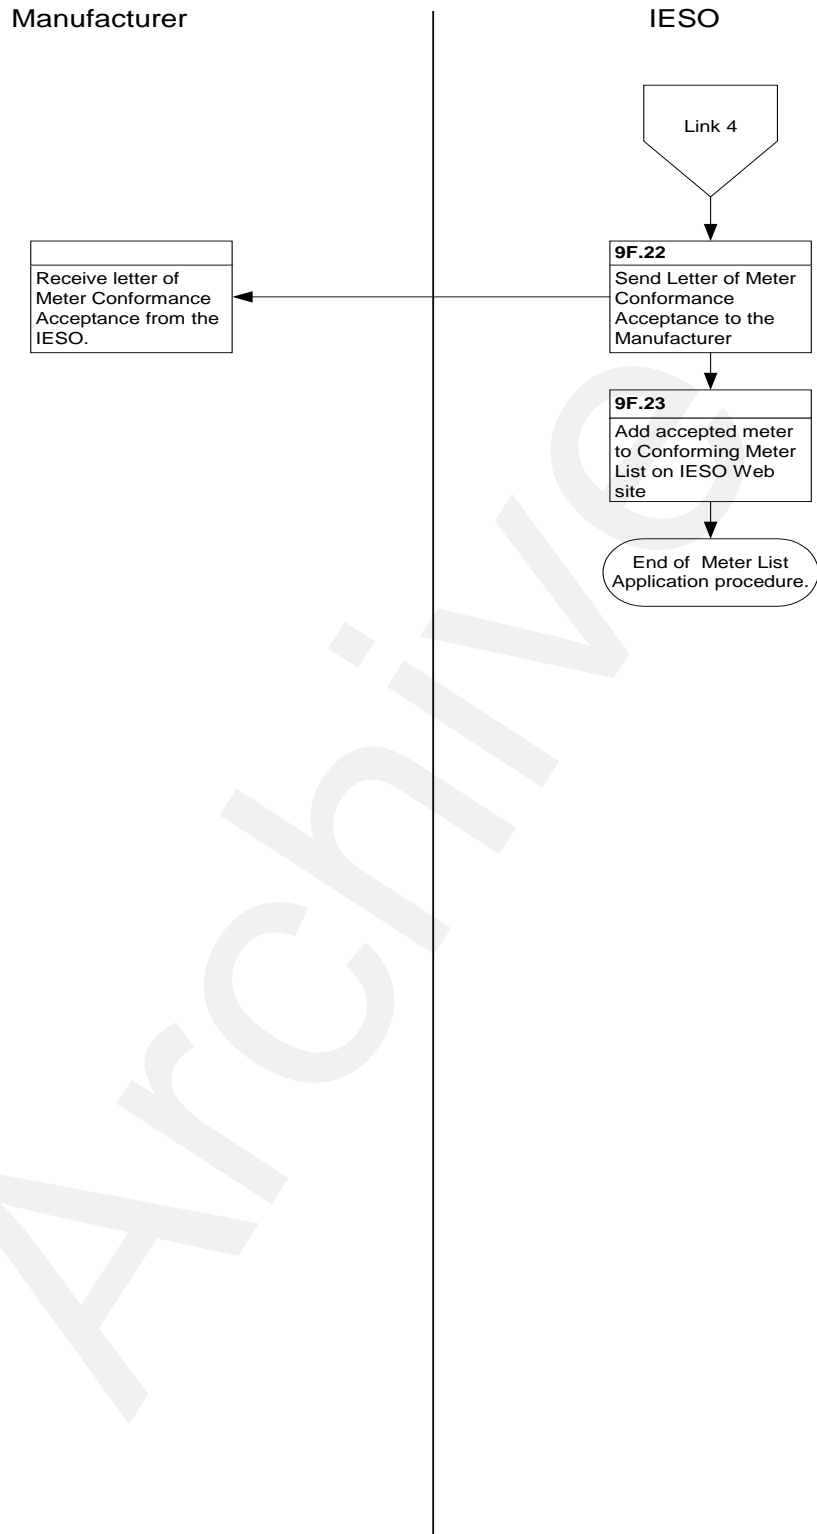 Manufacturer
IESO
Link 4
9F.22
Send Letter of Meter
Conformance
Acceptance to the
Manufacturer
Receive letter of
Meter Conformance
Acceptance from the
IESO.
9F.23
Add accepted meter
to Conforming Meter
List on IESO Web
site
End of Meter List
Application procedure.
Archive